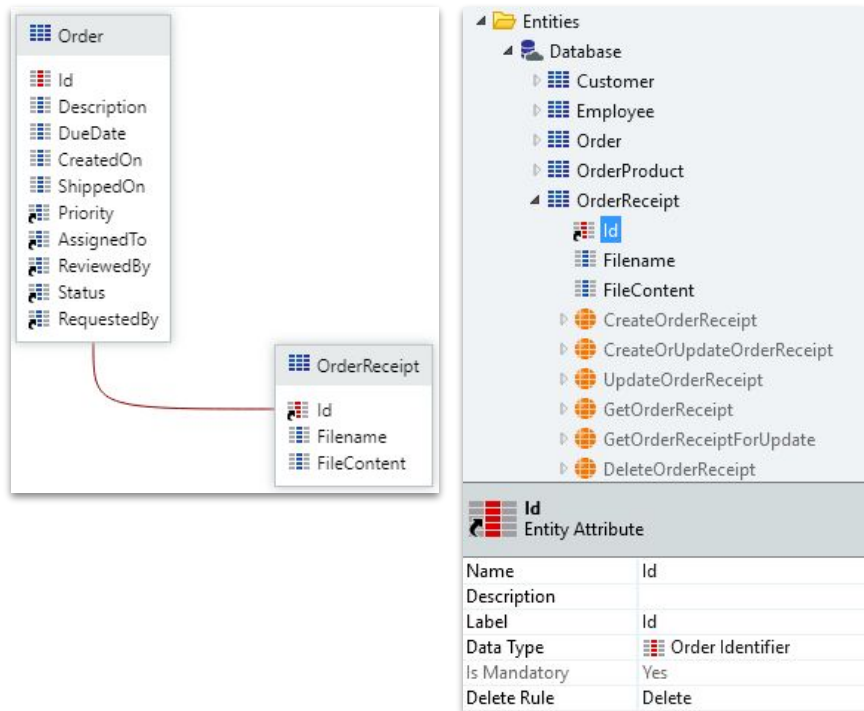 Order
Id
Description
DueDate
CreatedOn
ShippedOn
Priority
AssignedTo
ReviewedBy
Status
RequestedBy
OrderReceipt
Id
Filename
FileContent
Entities
Database
Customer
Employee
Order
OrderProduct
OrderReceipt
Id
Filename
FileContent
CreateOrderReceipt
CreateOrUpdateOrderReceipt
UpdateOrderReceipt
GetOrderReceipt
GetOrderReceiptForUpdate
DeleteOrderReceipt
Id
Entity Attribute
Name Id
Description
Label Id
Data Type Order Identifier
Is Mandatory Yes
Delete Rule Delete